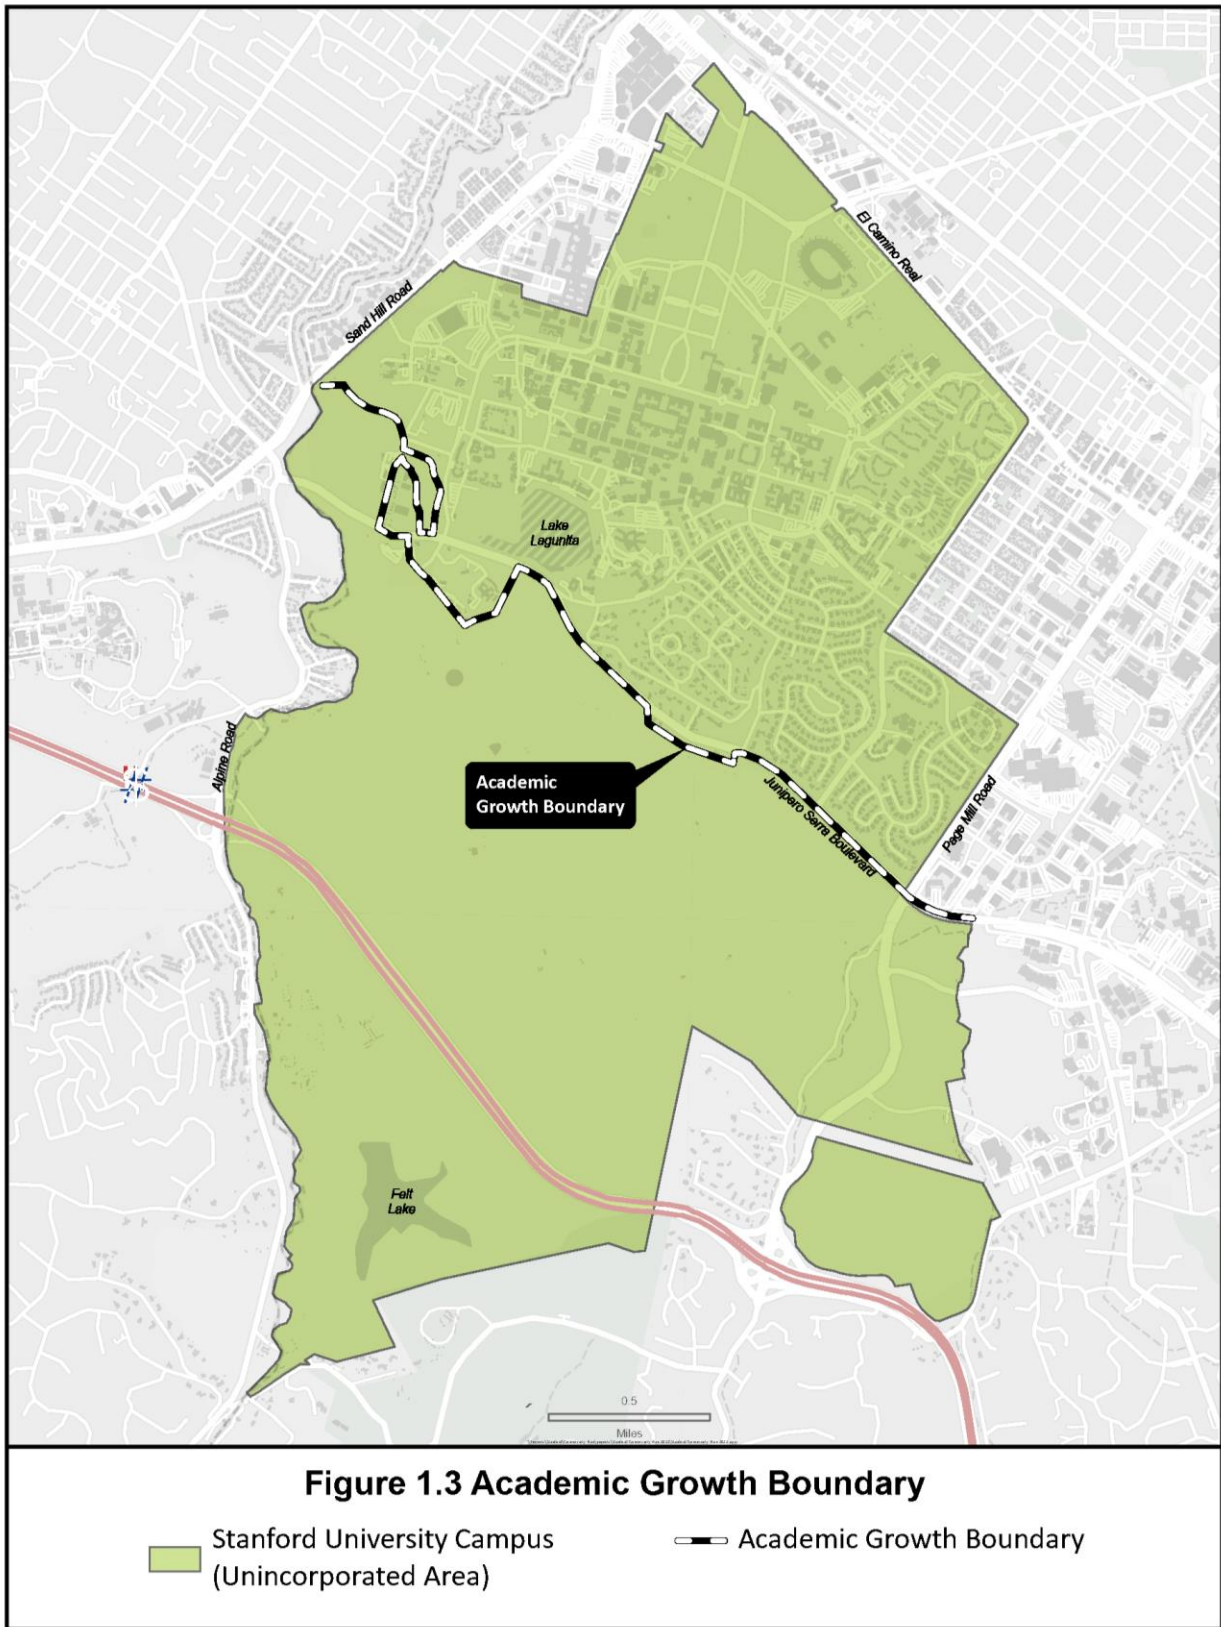 Sand Hill Road
El Camino Real
Lake
Lagunita
Alpine Road
Academic
Growth Boundary
Junipero Serra Boulevard
Page Mill Road
Felt
Lake
0.5
Miles
Figure 1.3 Academic Growth Boundary
Stanford University Campus
(Unincorporated Area)
Academic Growth Boundary